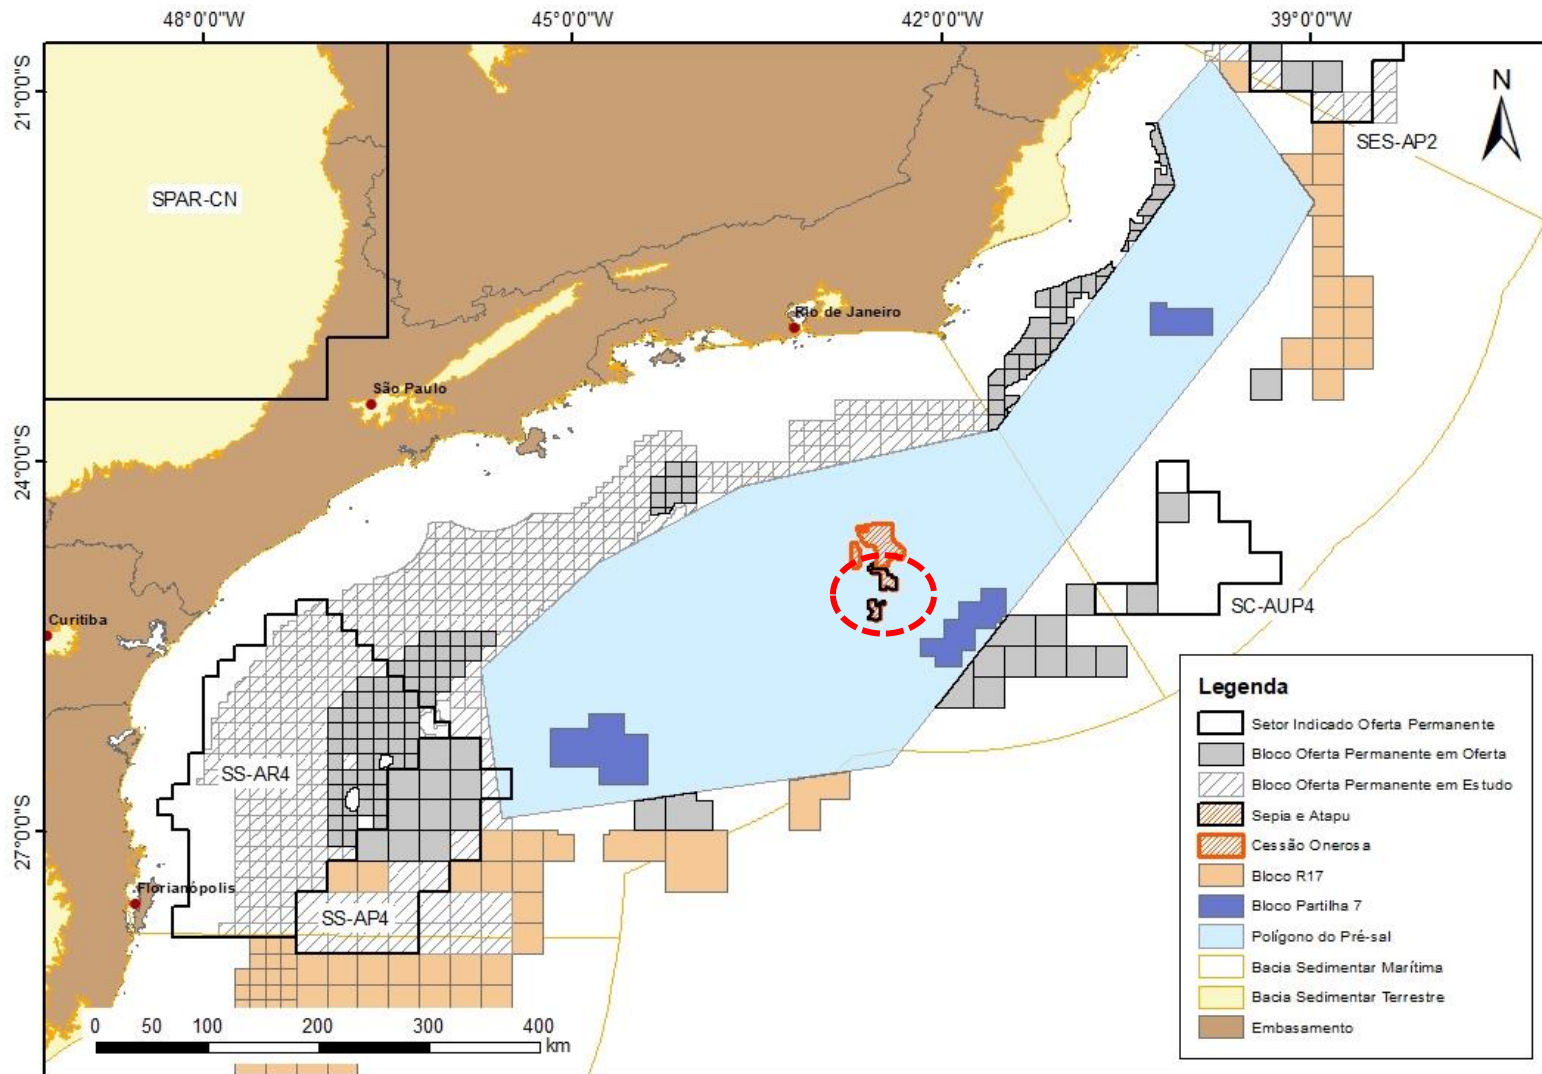 48°0'0"W
45°0'0"W
42°0'0"W
39°0'0"W
21°0'0"S
24°0'0"S
27°0'0"S
N
SES-AP2
SPAR-CN
Rio de Janeiro
São Paulo
Curitiba
SC-AUP4
SS-AR4
Florianópolis
SS-AP4
0 50 100 200 300 400
km
Legenda
Setor Indicado Oferta Permanente
Bloco Oferta Permanente em Oferta
Bloco Oferta Permanente em Estudo
Sepia e Atapu
Cessão Onerosa
Bloco R17
Bloco Partilha 7
Polígono do Pré-sal
Bacia Sedimentar Marítima
Bacia Sedimentar Terrestre
Embasamento